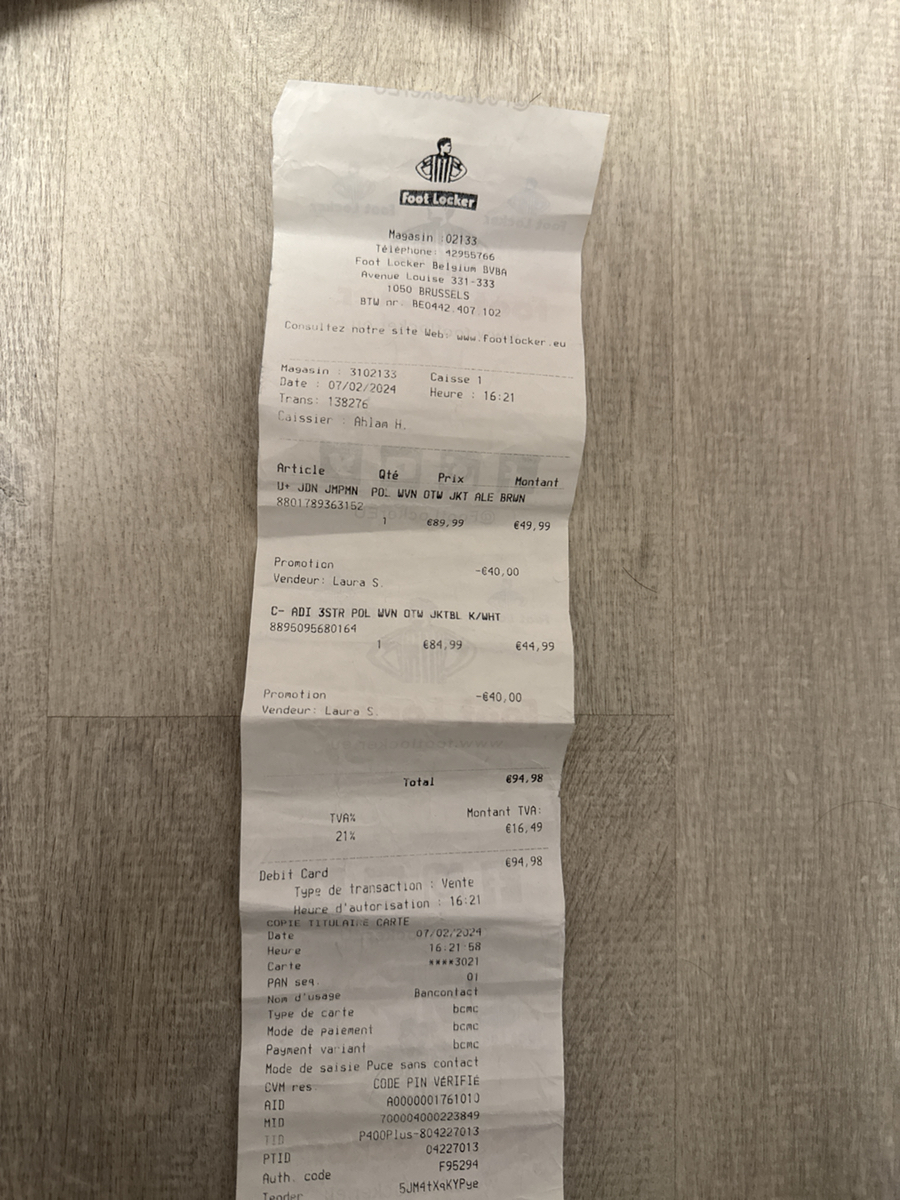 Foot Locker
Magasin :02133
Téléphone: 42955766
Foot Locker Belgium BVBA
Avenue Louise 331-333
1050 BRUSSELS
BTW nr. BE0442.407.102
Consultez notre site Web: www.footlocker.eu
Magasin : 3102133 Caisse 1
Date : 07/02/2024 Heure : 16:21
Trans: 138276
Caissier : Ahlam H.
Article Qté Prix Montant
U+ JDN JMPMN POL WVN OTW JKT ALE BRWN
8801789363152
1 €89,99 €49,99
Promotion -€40,00
Vendeur: Laura S.
C- ADI 3STR POL WVN OTW JKTBL K/WHT
8895095680164
1 €84,99 €44,99
Promotion -€40,00
Vendeur: Laura S.
Total €94,98
TVA% Montant TVA:
21% €16,49
Debit Card €94,98
Type de transaction : Vente
Heure d'autorisation : 16:21
COPIE TITULAIRE CARTE
Date 07/02/2024
Heure 16:21:58
Carte ****3021
PAN seq. 01
Nom d'usage Bancontact
Type de carte bcmc
Mode de paiement bcmc
Payment variant bcmc
Mode de saisie Puce sans contact
CVM res CODE PIN VÉRIFIÉ
AID A0000001761010
MID 700004000223849
TID P400Plus-804227013
PTID 04227013
Auth. code F95294
Tender 5JM4tXqKYPye